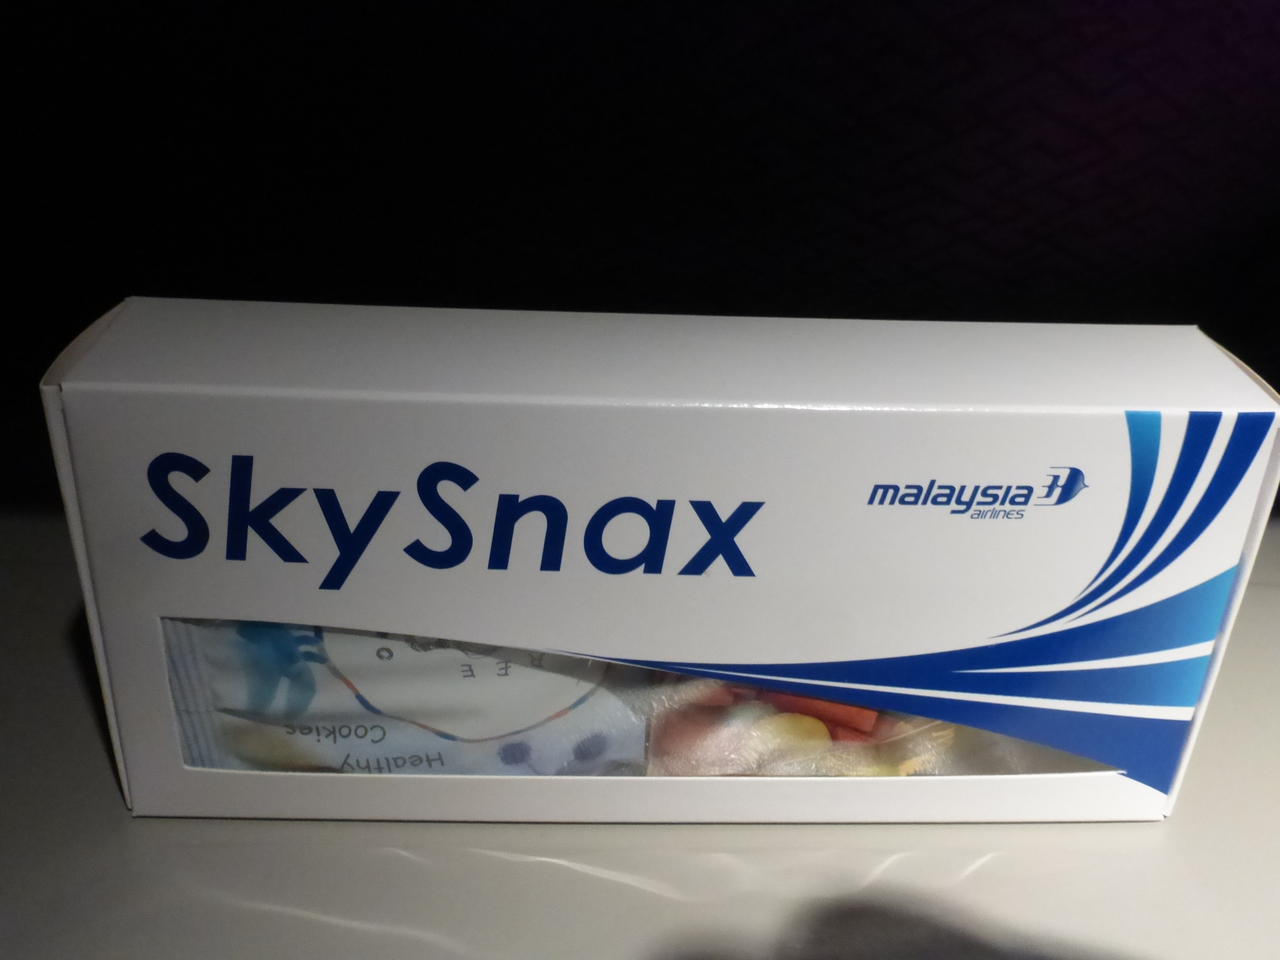 SkySnax
malaysia
airlines
Healthy
Cookies